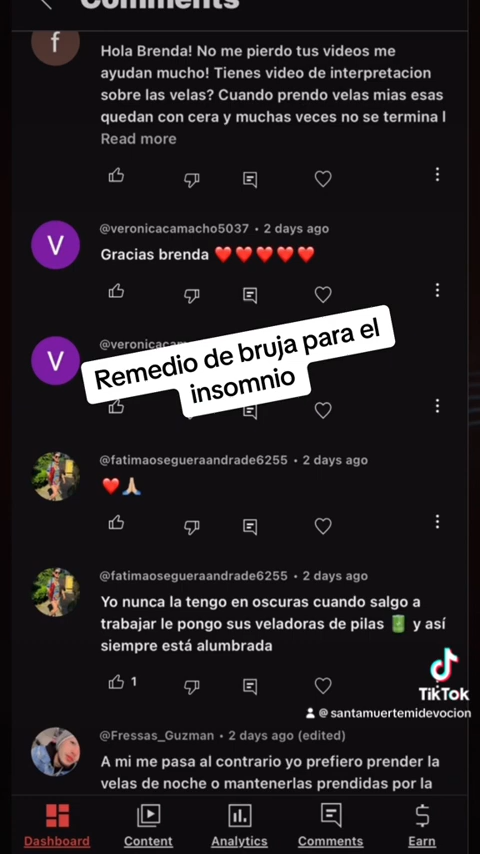 Comments
f
Hola Brenda! No me pierdo tus videos me
ayudan mucho! Tienes video de interpretacion
sobre las velas? Cuando prendo velas mias esas
quedan con cera y muchas veces no se termina l
Read more
V
@veronicacamacho5037 • 2 days ago
Gracias brenda ❤️❤️❤️❤️❤️
V
Remedio de bruja para el
insomnio
@fatimaosegueraandrade6255 • 2 days ago
❤️🙏🏼
@fatimaosegueraandrade6255 • 2 days ago
Yo nunca la tengo en oscuras cuando salgo a
trabajar le pongo sus veladoras de pilas 🔋 y así
siempre está alumbrada
1
TikTok
@santamuertemidevocion
@Fressas_Guzman • 2 days ago (edited)
A mi me pasa al contrario yo prefiero prender la
velas de noche o mantenerlas prendidas por la
Dashboard Content Analytics Comments Earn